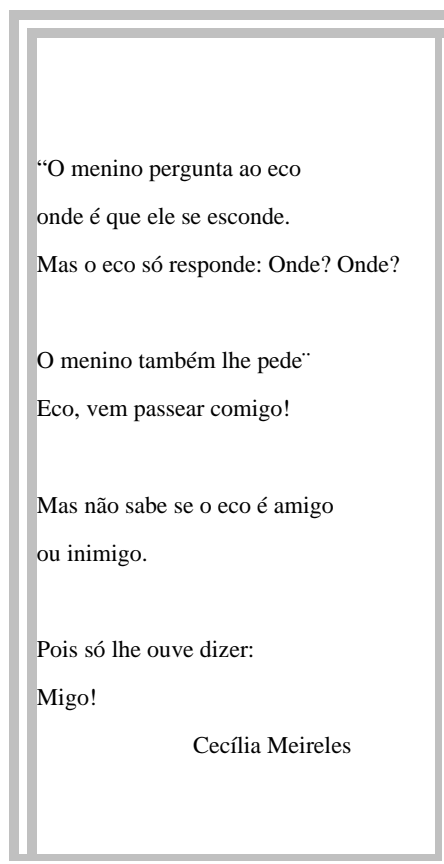 “O menino pergunta ao eco
onde é que ele se esconde.
Mas o eco só responde: Onde? Onde?
O menino também lhe pede¨
Eco, vem passear comigo!
Mas não sabe se o eco é amigo
ou inimigo.
Pois só lhe ouve dizer:
Migo!
Cecília Meireles